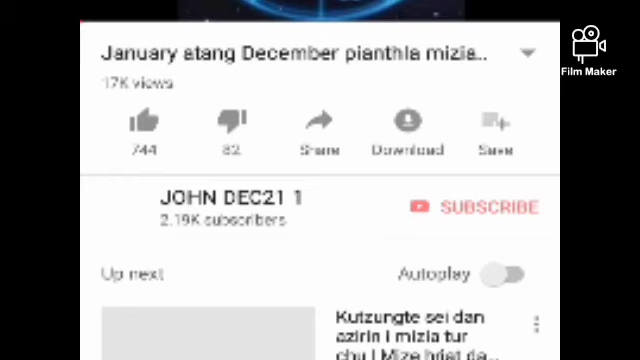 January atang December pianthla mizia..
17K views
744
82
Share
Download
Save
JOHN DEC21 1
2.19K subscribers
SUBSCRIBE
Up next
Autoplay
Kutzungte sei dan
azirin i mizia tur
chu | Mize hriat da...
Film Maker